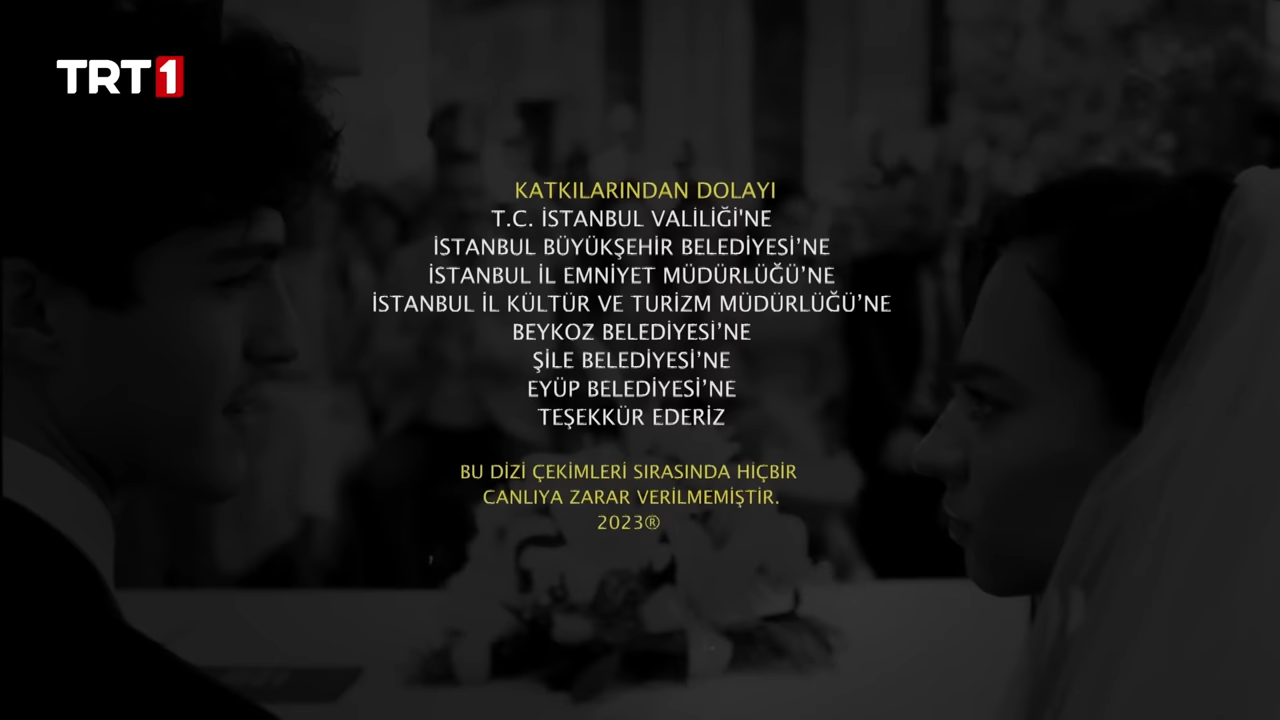 TRT 1
KATKILARINDAN DOLAYI
T.C. İSTANBUL VALİLİĞİ'NE
İSTANBUL BÜYÜKŞEHİR BELEDİYESİ’NE
İSTANBUL İL EMNİYET MÜDÜRLÜĞÜ’NE
İSTANBUL İL KÜLTÜR VE TURİZM MÜDÜRLÜĞÜ’NE
BEYKOZ BELEDİYESİ’NE
ŞİLE BELEDİYESİ’NE
EYÜP BELEDİYESİ’NE
TEŞEKKÜR EDERİZ
BU DİZİ ÇEKİMLERİ SIRASINDA HİÇBİR
CANLIYA ZARAR VERİLMEMİŞTİR.
2023®